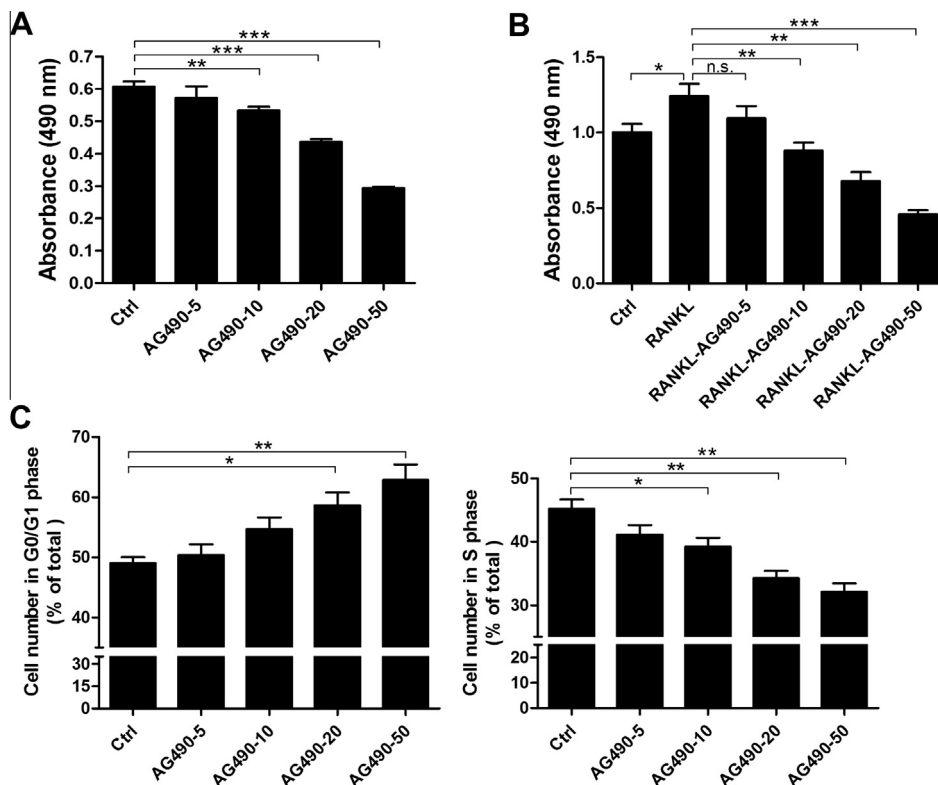 A
Absorbance (490 nm)
0.7
0.6
0.5
0.4
0.3
0.2
0.1
0.0
***
***
**
Ctrl
AG490-5
AG490-10
AG490-20
AG490-50
B
Absorbance (490 nm)
1.5
1.0
0.5
0.0
***
**
**
*
n.s.
Ctrl
RANKL
RANKL-AG490-5
RANKL-AG490-10
RANKL-AG490-20
RANKL-AG490-50
C
Cell number in G0/G1 phase
(% of total )
70
60
50
40
30
15
0
**
*
Ctrl
AG490-5
AG490-10
AG490-20
AG490-50
Cell number in S phase
(% of total )
50
40
30
20
10
0
**
**
*
Ctrl
AG490-5
AG490-10
AG490-20
AG490-50